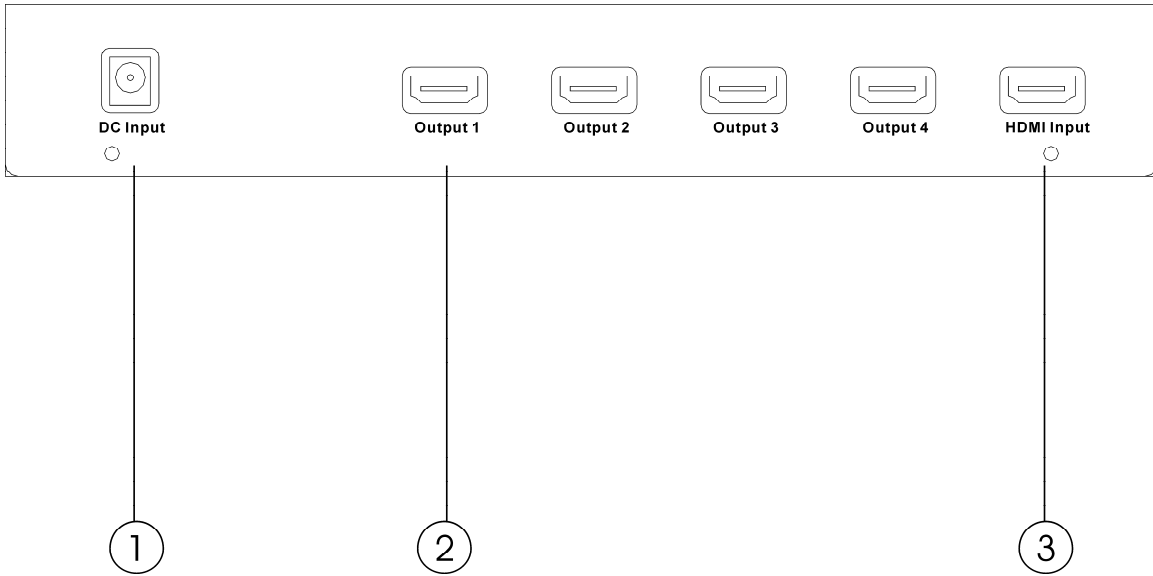 DC Input
Output 1
Output 2
Output 3
Output 4
HDMI Input
1
2
3